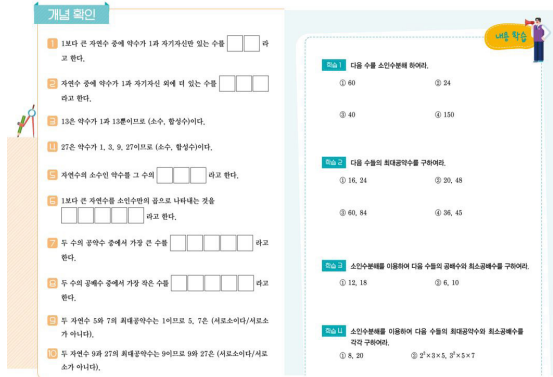 개념 확인
1 1보다 큰 자연수 중에 약수가 1과 자기자신만 있는 수를 라
고 한다.
2 자연수 중에 약수가 1과 자기자신 외에 더 있는 수를
라고 한다.
3 13은 약수가 1과 13뿐이므로 (소수, 합성수)이다.
4 27은 약수가 1, 3, 9, 27이므로 (소수, 합성수)이다.
5 자연수의 소수인 약수를 그 수의 라고 한다.
6 1보다 큰 자연수를 소인수만의 곱으로 나타내는 것을
라고 한다.
7 두 수의 공약수 중에서 가장 큰 수를 라고
한다.
8 두 수의 공배수 중에서 가장 작은 수를 라고
한다.
9 두 자연수 5와 7의 최대공약수는 1이므로 5, 7은 (서로소이다/서로소
가 아니다).
10 두 자연수 9과 27의 최대공약수는 9이므로 9와 27은 (서로소이다/서로
소가 아니다).
내용 학습
학습 1 다음 수를 소인수분해 하여라.
① 60 ② 24
③ 40 ④ 150
학습 2 다음 수들의 최대공약수를 구하여라.
① 16, 24 ② 20, 48
③ 60, 84 ④ 36, 45
학습 3 소인수분해를 이용하여 다음 수들의 공배수와 최소공배수를 구하여라.
① 12, 18 ② 6, 10
학습 4 소인수분해를 이용하여 다음 수들의 최대공약수와 최소공배수를
각각 구하여라.
① 8, 20 ② 2²×3×5, 3²×5×7